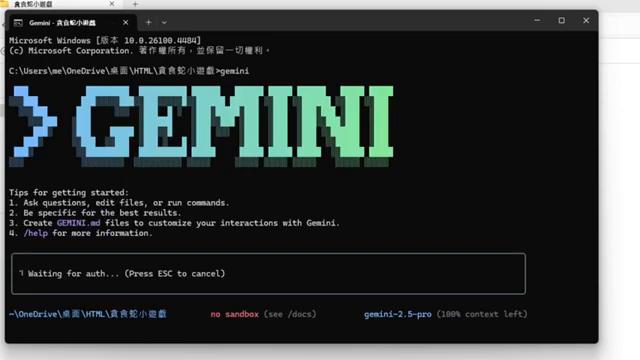 貪食蛇小遊戲
Gemini - 貪食蛇小遊戲
Microsoft Windows [版本 10.0.26100.4484]
(c) Microsoft Corporation. 著作權所有，並保留一切權利。
C:\Users\me\OneDrive\桌面\HTML\貪食蛇小遊戲>gemini
> GEMINI
Tips for getting started:
1. Ask questions, edit files, or run commands.
2. Be specific for the best results.
3. Create GEMINI.md files to customize your interactions with Gemini.
4. /help for more information.
Waiting for auth... (Press ESC to cancel)
~\OneDrive\桌面\HTML\貪食蛇小遊戲 no sandbox (see /docs) gemini-2.5-pro (100% context left)